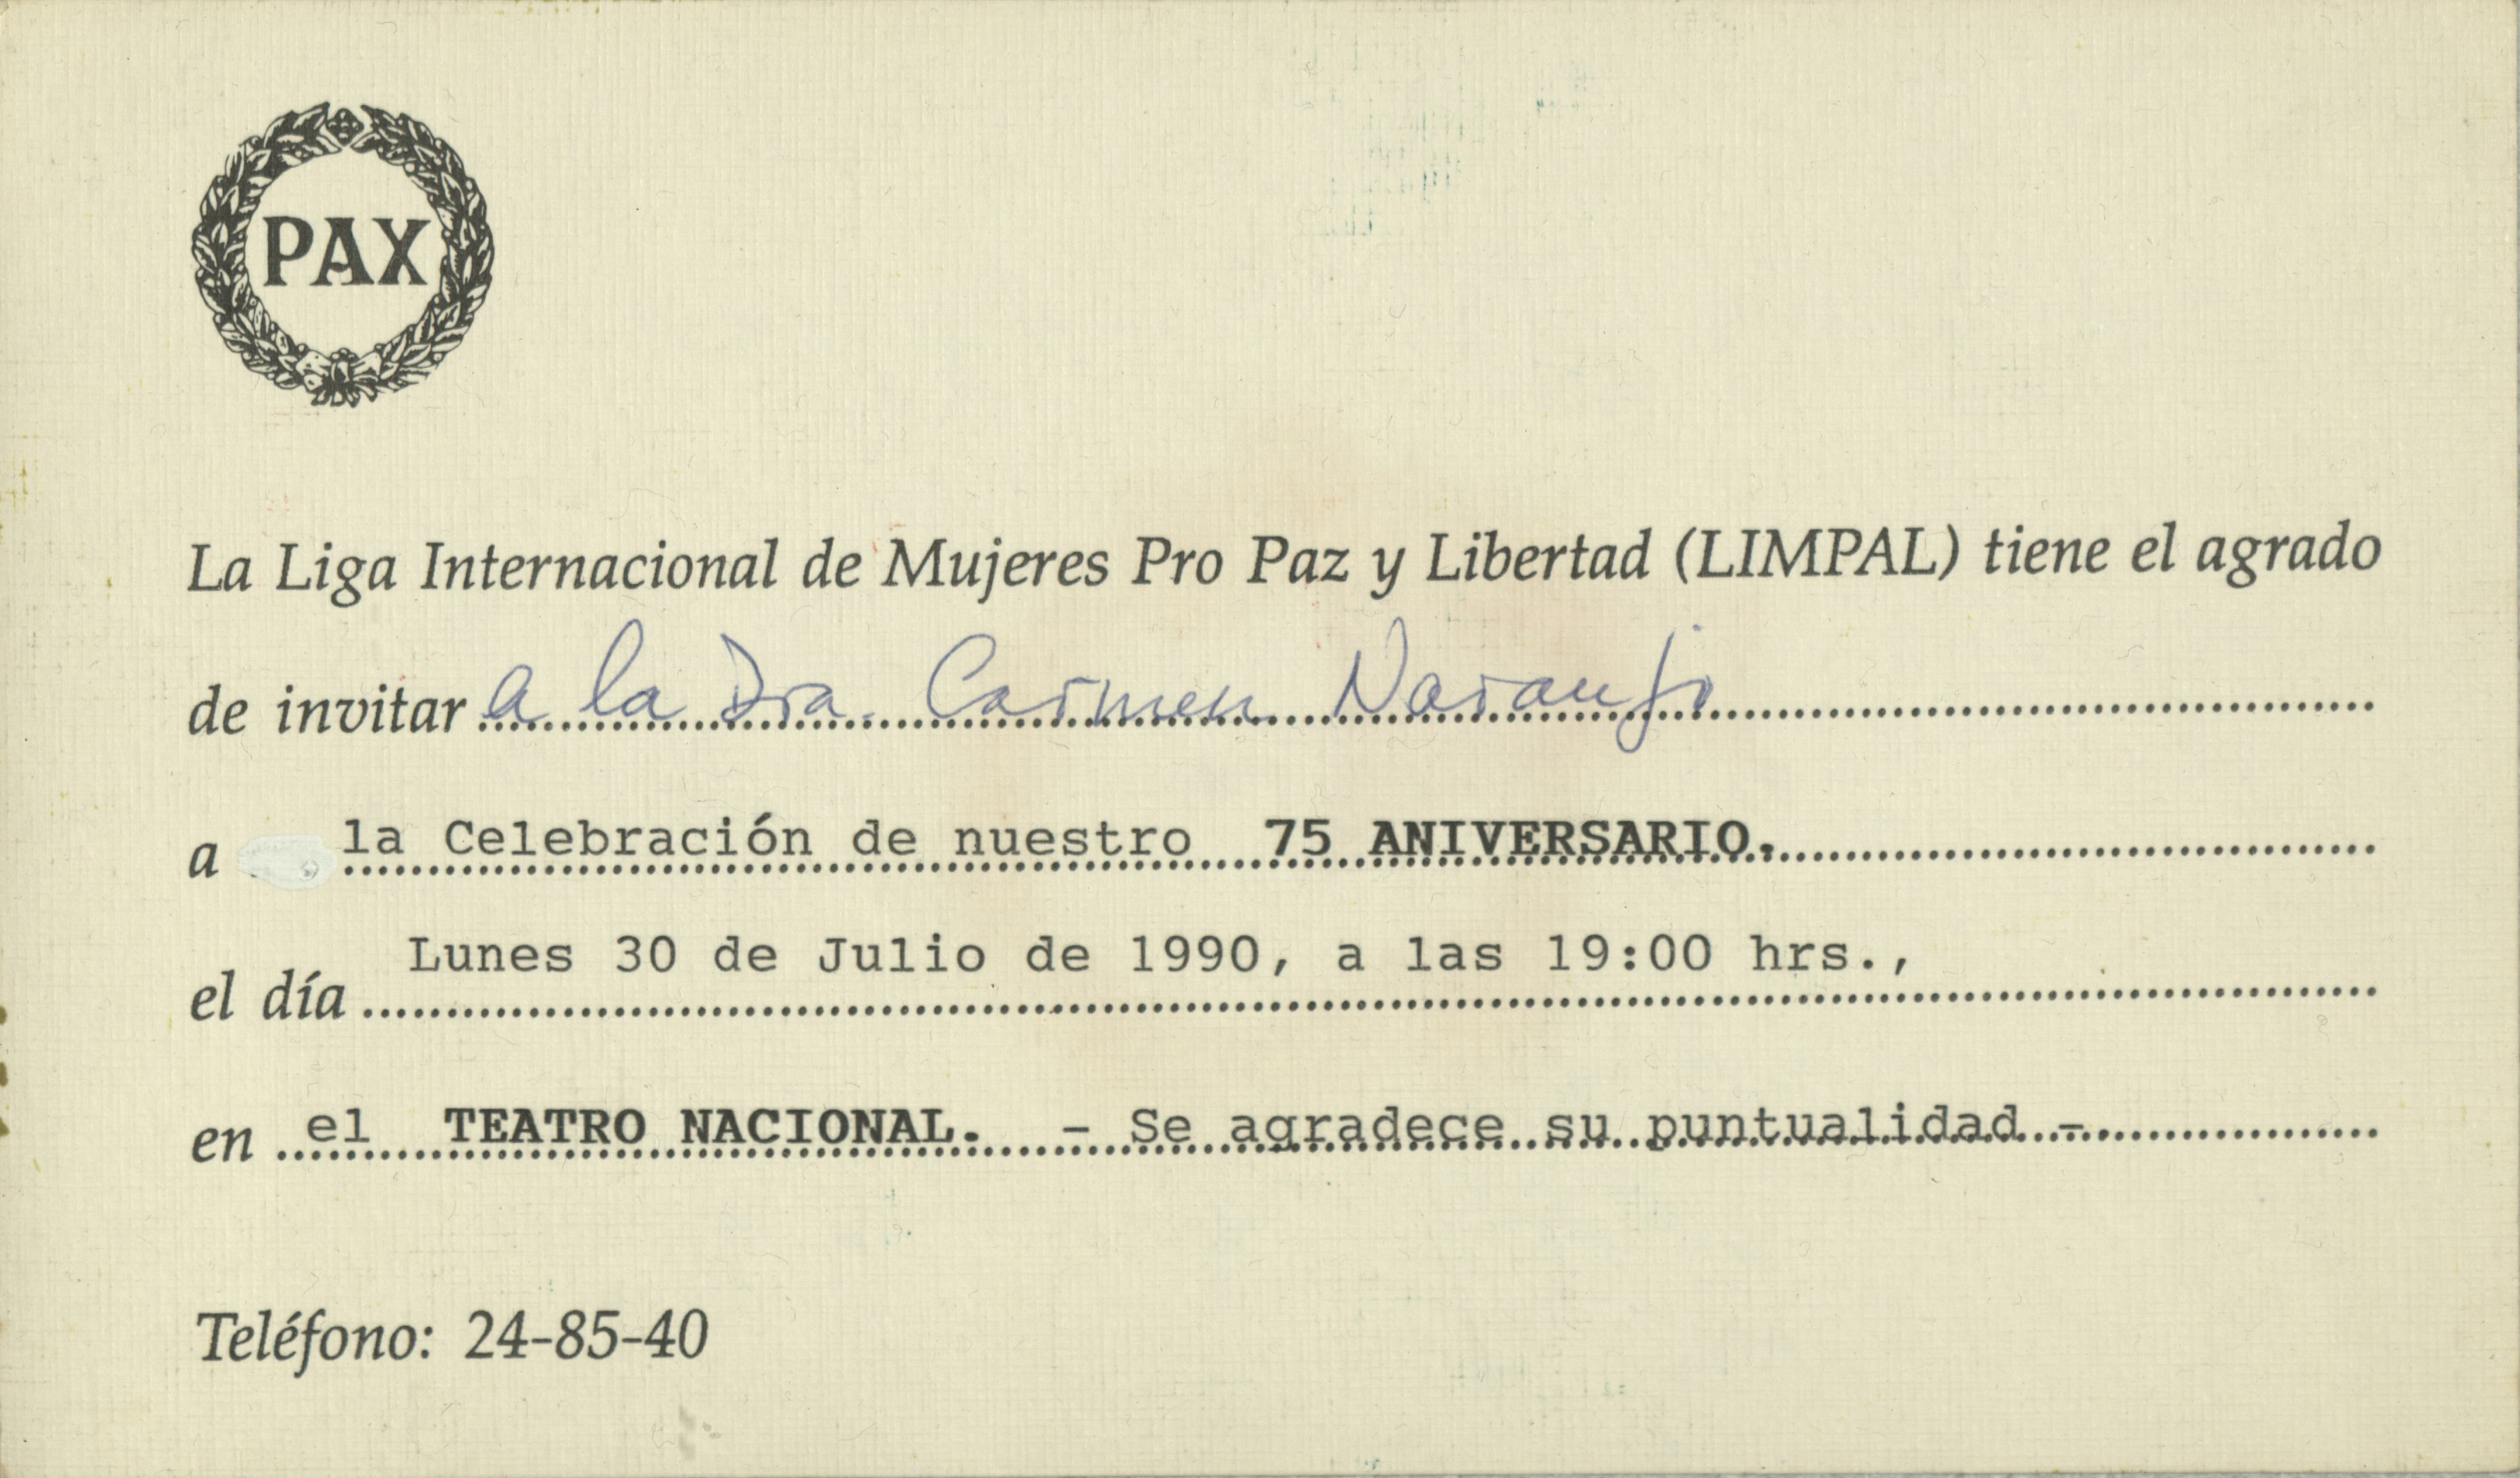 PAX
La Liga Internacional de Mujeres Pro Paz y Libertad (LIMPAL) tiene el agrado
de invitar a la Dra. Carmen Naranjo
a la Celebración de nuestro 75 ANIVERSARIO.
el día Lunes 30 de Julio de 1990, a las 19:00 hrs.,
en el TEATRO NACIONAL. - Se agradece su puntualidad -
Teléfono: 24-85-40